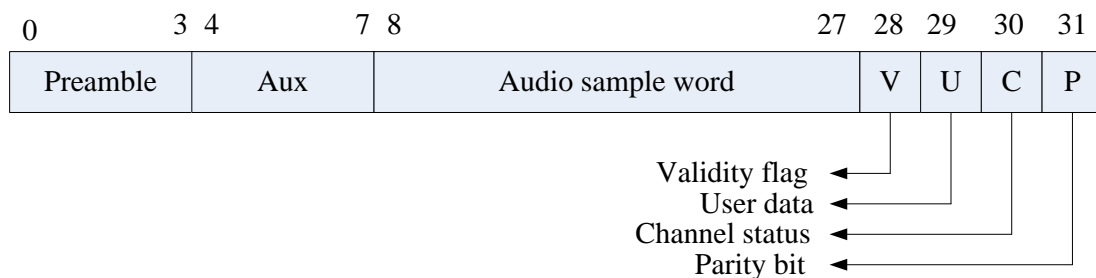 0 3 4 7 8 27 28 29 30 31
Preamble Aux Audio sample word V U C P
Validity flag
User data
Channel status
Parity bit